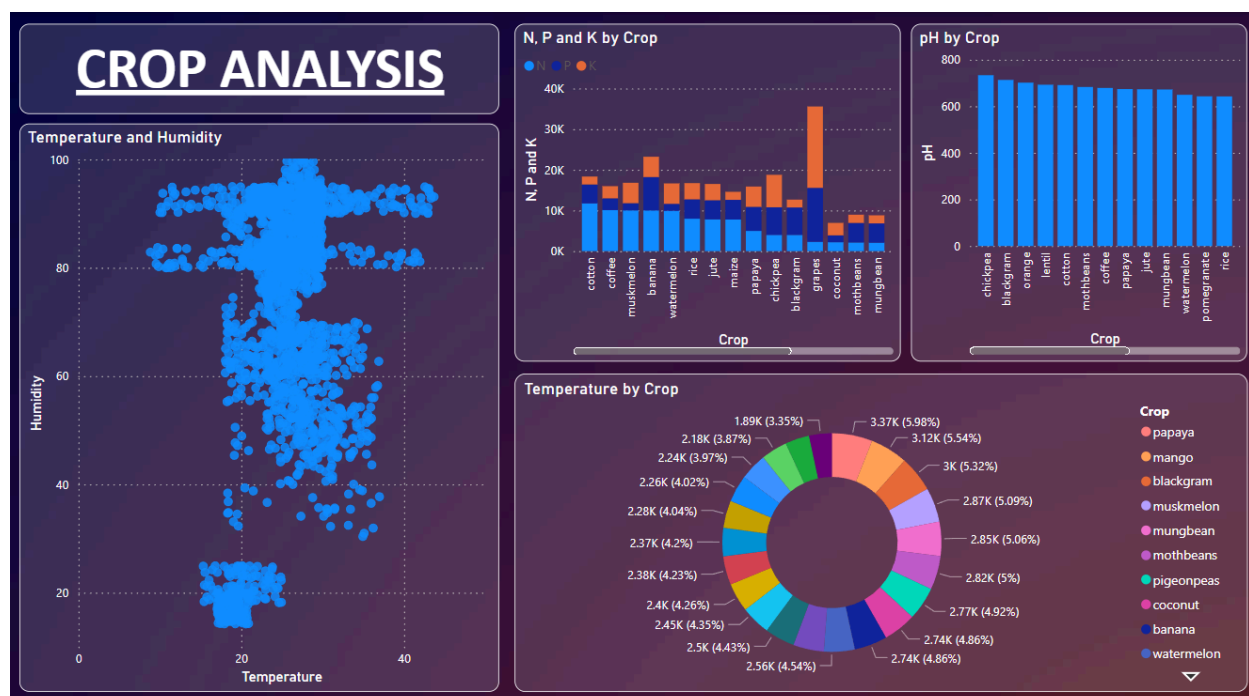 CROP ANALYSIS
Temperature and Humidity
Humidity
100
80
60
40
20
0
20
40
Temperature
N, P and K by Crop
N P K
N, P and K
40K
30K
20K
10K
0K
cotton
coffee
muskmelon
banana
watermelon
rice
jute
maize
papaya
chickpea
blackgram
grapes
coconut
mothbeans
mungbean
Crop
pH by Crop
pH
800
600
400
200
0
chickpea
blackgram
orange
lentil
cotton
mothbeans
coffee
papaya
jute
mungbean
watermelon
pomegranate
rice
Crop
Temperature by Crop
3.37K (5.98%)
3.12K (5.54%)
3K (5.32%)
2.87K (5.09%)
2.85K (5.06%)
2.82K (5%)
2.77K (4.92%)
2.74K (4.86%)
2.74K (4.86%)
2.56K (4.54%)
2.5K (4.43%)
2.45K (4.35%)
2.4K (4.26%)
2.38K (4.23%)
2.37K (4.2%)
2.28K (4.04%)
2.26K (4.02%)
2.24K (3.97%)
2.18K (3.87%)
1.89K (3.35%)
Crop
papaya
mango
blackgram
muskmelon
mungbean
mothbeans
pigeonpeas
coconut
banana
watermelon